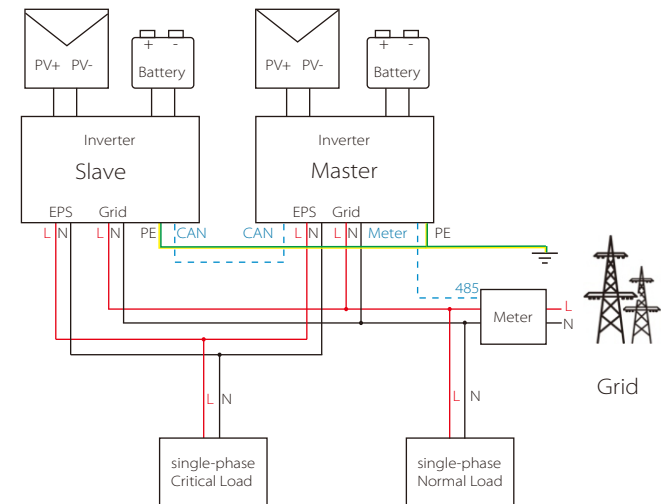 + -
+ -
PV+ PV-
Battery
PV+ PV-
Battery
Inverter
Slave
Inverter
Master
EPS Grid
EPS Grid
L N L N PE CAN
CAN L N L N Meter PE
485
Meter
L
N
Grid
L N
L N
single-phase
Critical Load
single-phase
Normal Load